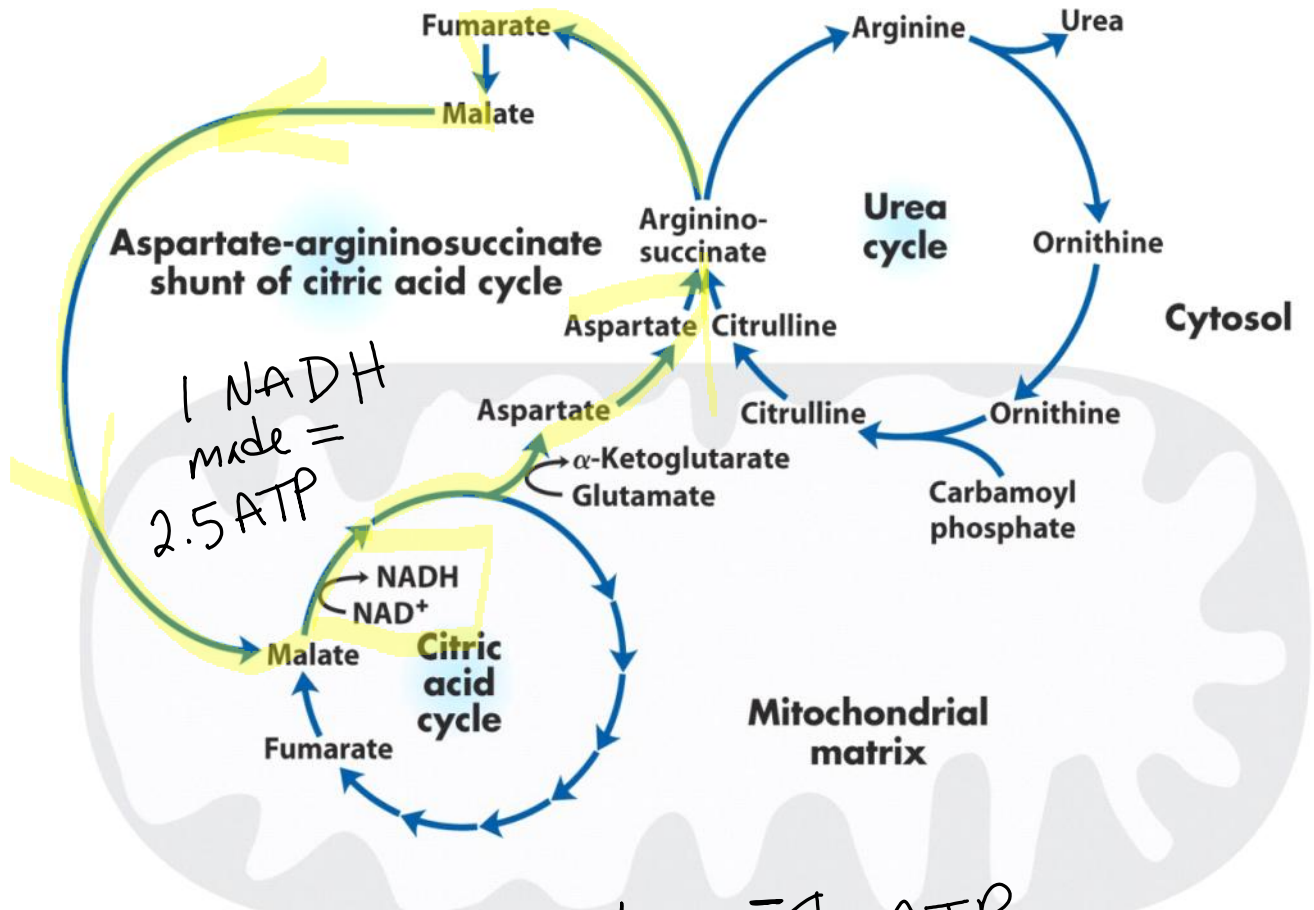 Fumarate
Malate
Arginine
Urea
Aspartate-argininosuccinate
shunt of citric acid cycle
Arginino-
succinate
Urea
cycle
Ornithine
Cytosol
Aspartate
Citrulline
1 NADH
made =
2.5 ATP
Aspartate
Citrulline
Ornithine
α-Ketoglutarate
Glutamate
Carbamoyl
phosphate
NADH
NAD⁺
Malate
Citric
acid
cycle
Fumarate
Mitochondrial
matrix
ATP